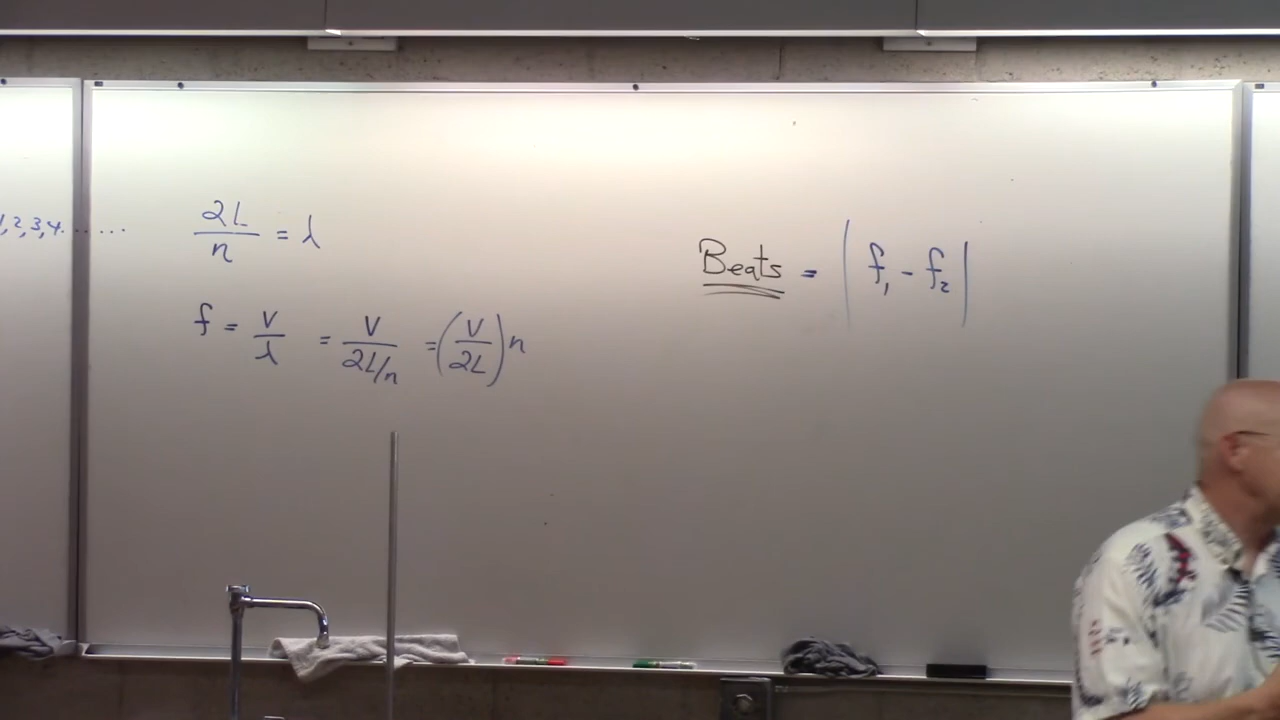 1,2,3,4.......
2L/n = λ
f = v/λ = v/(2L/n) = (v/2L)n
Beats = | f₁ - f₂ |